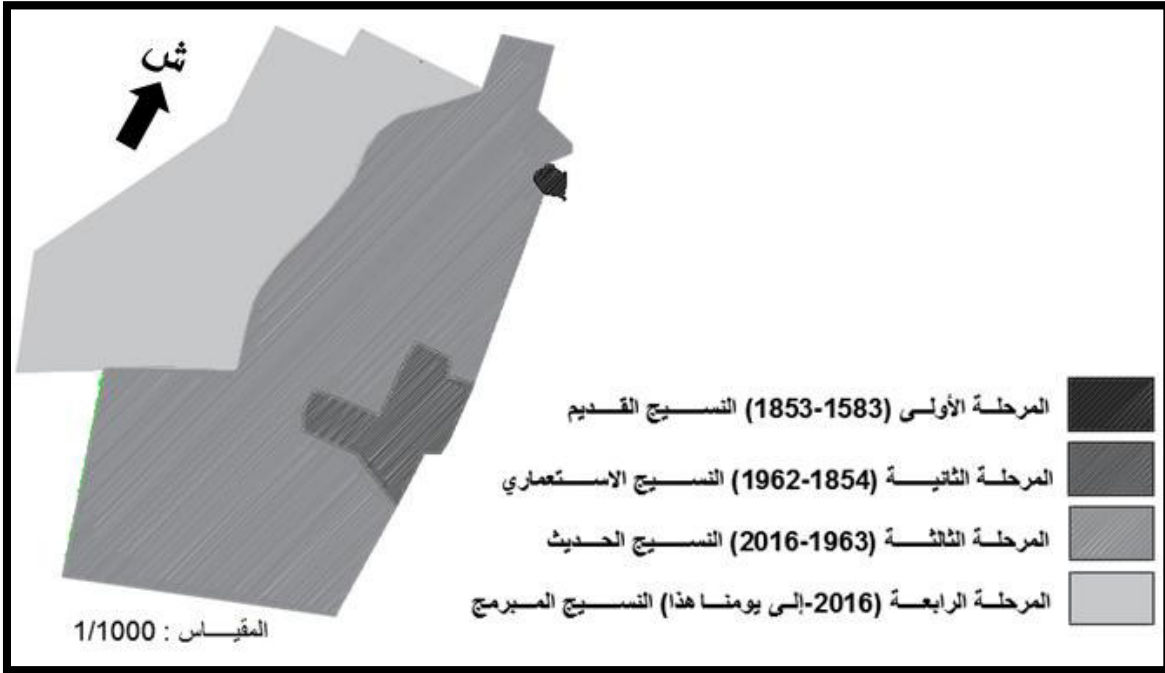 ش
المرحلة الأولى (1583-1853) النسيج القديم
المرحلة الثانية (1854-1962) النسيج الاستعماري
المرحلة الثالثة (1963-2016) النسيج الحديث
المرحلة الرابعة (2016-إلى يومنا هذا) النسيج المبرمج
المقياس : 1/1000